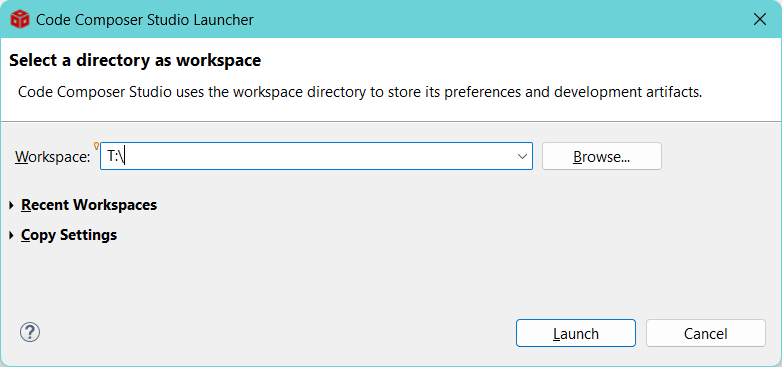 Code Composer Studio Launcher
Select a directory as workspace
Code Composer Studio uses the workspace directory to store its preferences and development artifacts.
Workspace: T:\ Browse...
Recent Workspaces
Copy Settings
? Launch Cancel